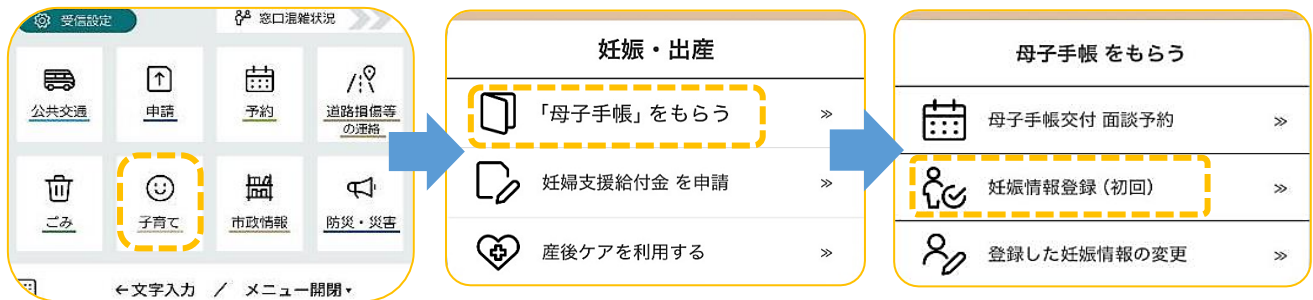 受信設定
窓口混雑状況
公共交通
申請
予約
道路損傷等
の連絡
ごみ
子育て
市政情報
防災・災害
←文字入力 / メニュー開閉▾
妊娠・出産
「母子手帳」をもらう »
妊婦支援給付金 を申請 »
産後ケアを利用する »
母子手帳 をもらう
母子手帳交付 面談予約 »
妊娠情報登録（初回） »
登録した妊娠情報の変更 »